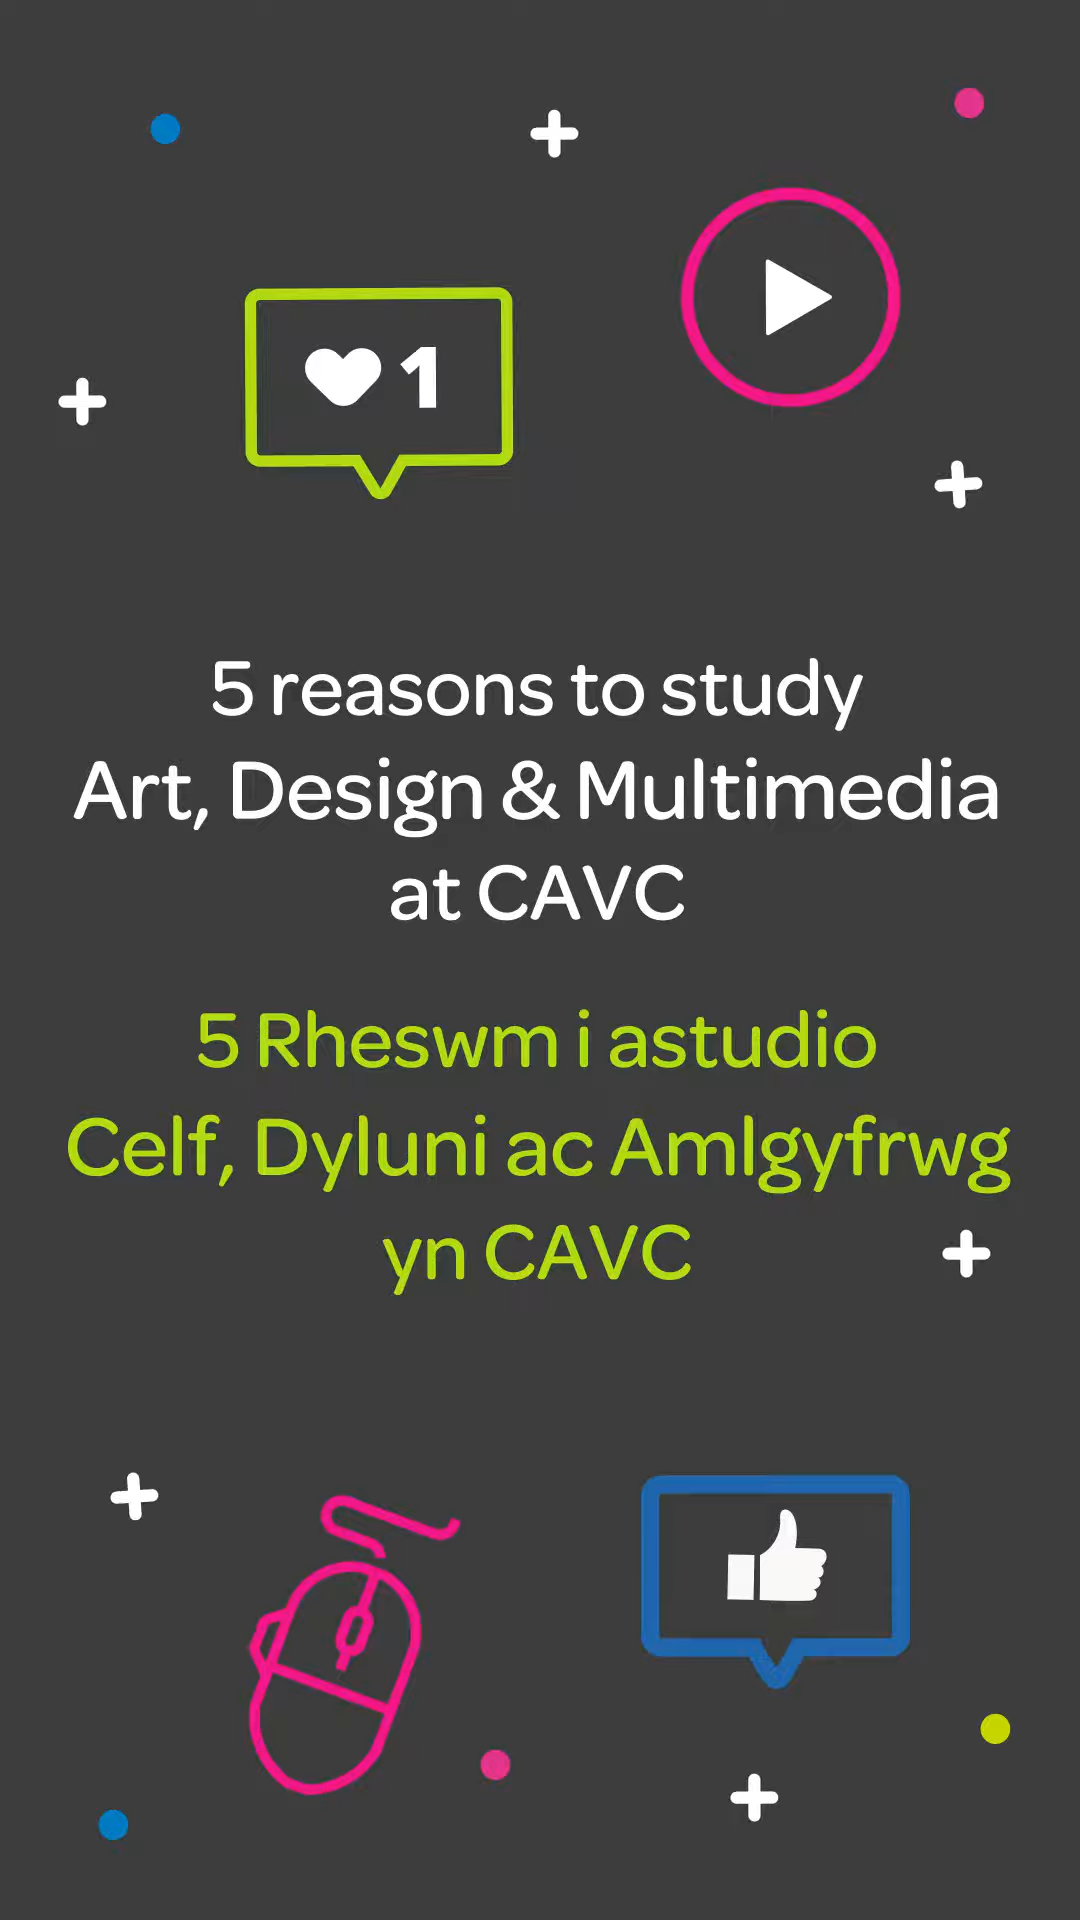 1
5 reasons to study
Art, Design & Multimedia
at CAVC
5 Rheswm i astudio
Celf, Dyluni ac Amlgyfrwg
yn CAVC